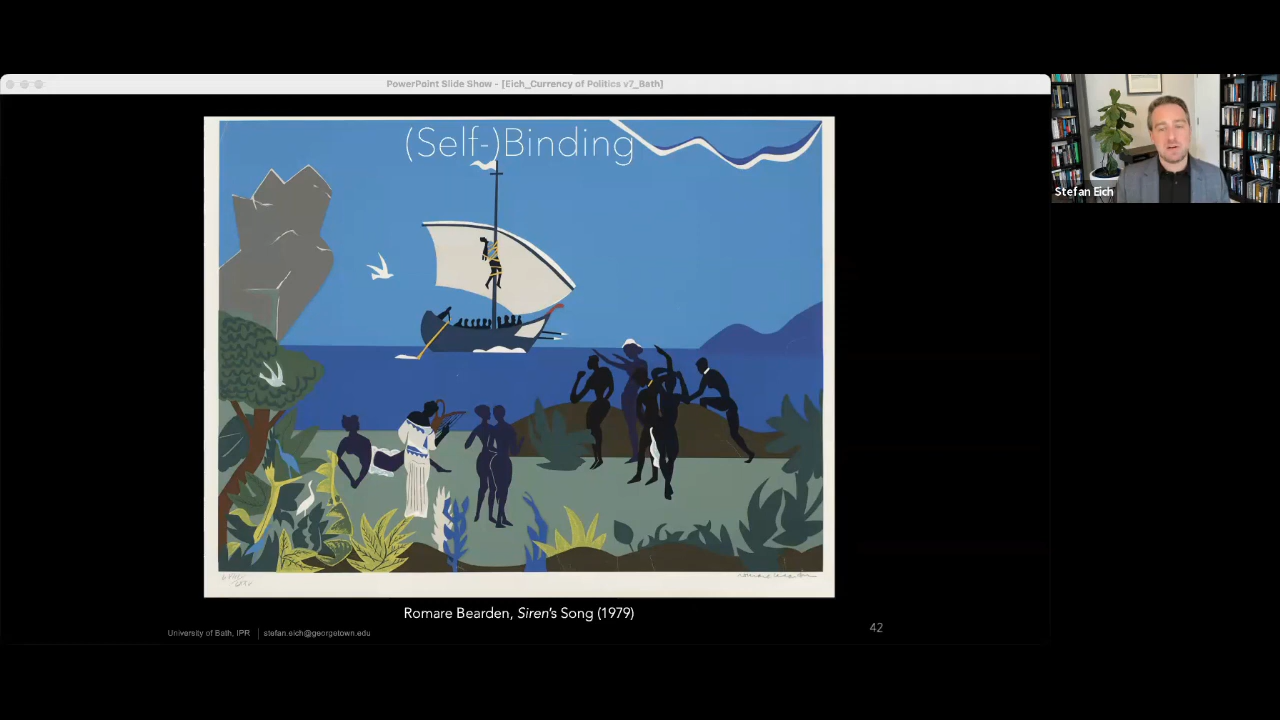 PowerPoint Slide Show - [Eich_Currency of Politics v7_Bath]
(Self-)Binding
Stefan Eich
Romare Bearden, Siren's Song (1979)
University of Bath, IPR | stefan.eich@georgetown.edu
42